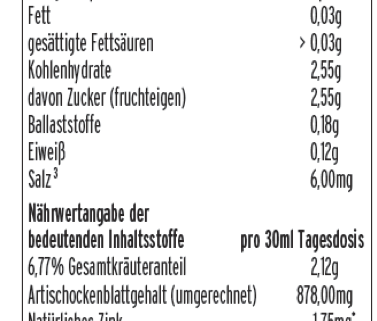 Fett 0,03g
gesättigte Fettsäuren > 0,03g
Kohlenhydrate 2,55g
davon Zucker (fruchteigen) 2,55g
Ballaststoffe 0,18g
Eiweiß 0,12g
Salz ³ 6,00mg
Nährwertangabe der
bedeutenden Inhaltsstoffe pro 30ml Tagesdosis
6,77% Gesamtkräuteranteil 2,12g
Artischockenblattgehalt (umgerechnet) 878,00mg
Natürliches Zink 1,75mg*